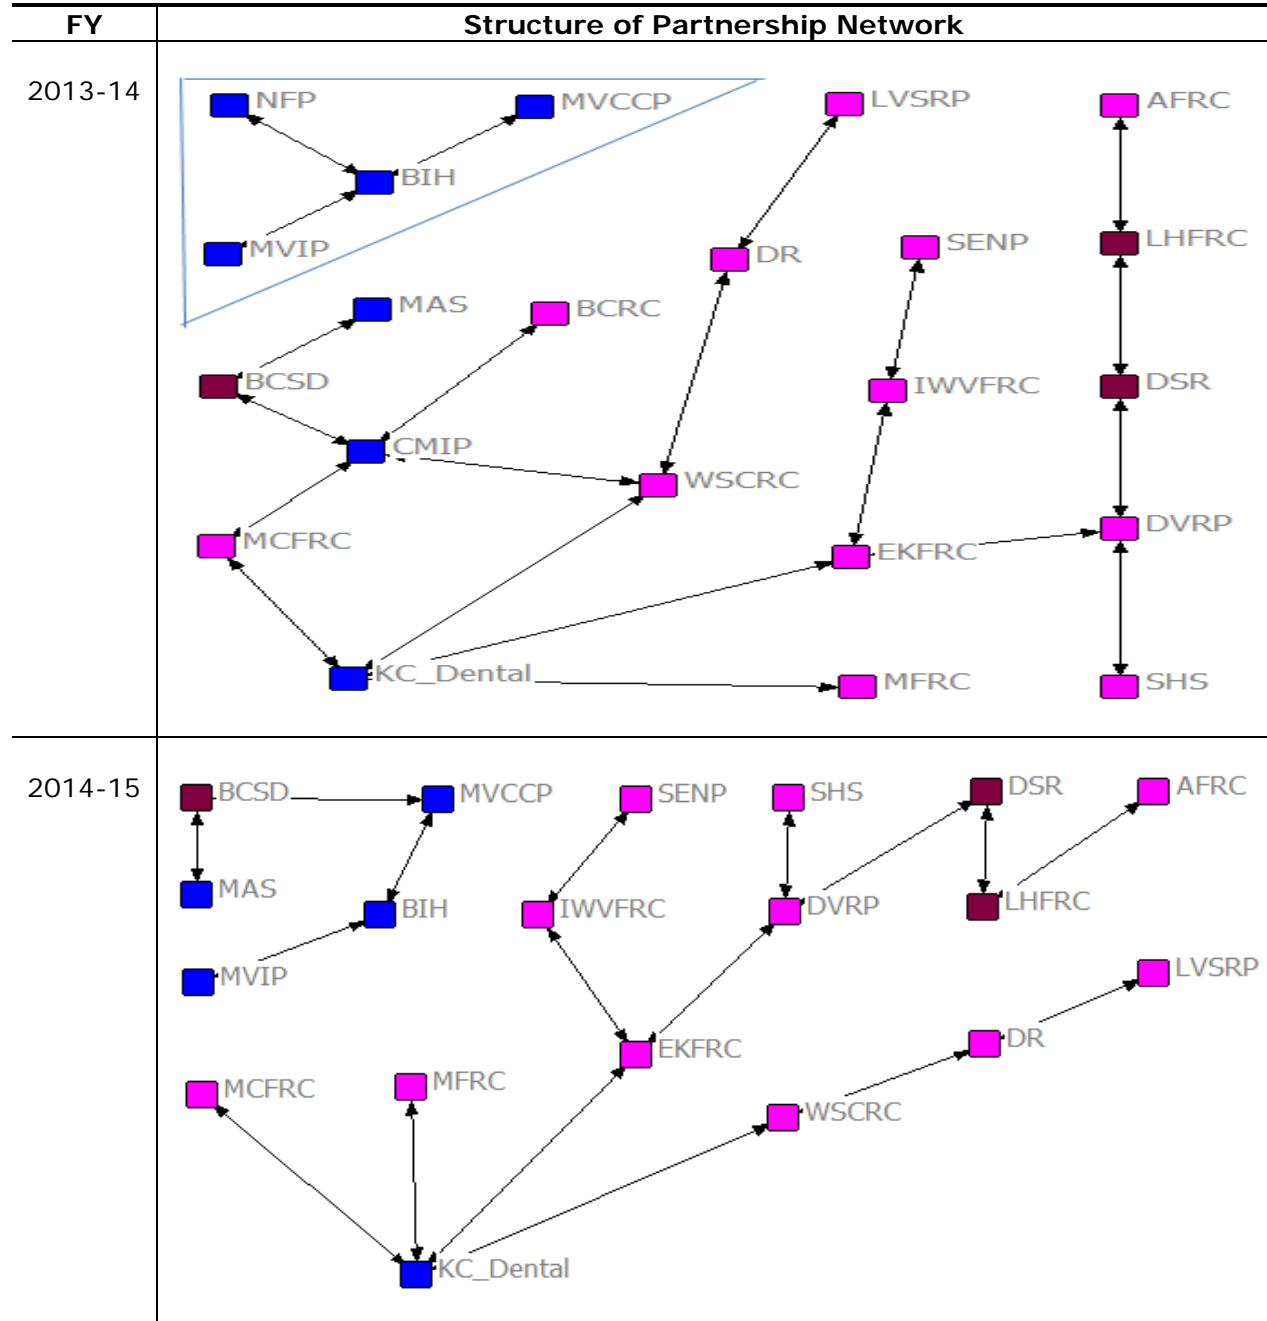 FY Structure of Partnership Network
2013-14
NFP
MVCCP
LVSRP
AFRC
BIH
MVIP
LHFRC
SENP
DR
MAS
BCRC
BCSD
IWVFRC
DSR
CMIP
WSCRC
MCFRC
EKFRC
DVRP
KC_Dental
MFRC
SHS
2014-15
BCSD
MVCCP
SENP
SHS
DSR
AFRC
MAS
BIH
IWVFRC
DVRP
LHFRC
MVIP
LVSRP
EKFRC
DR
MCFRC
MFRC
WSCRC
KC_Dental